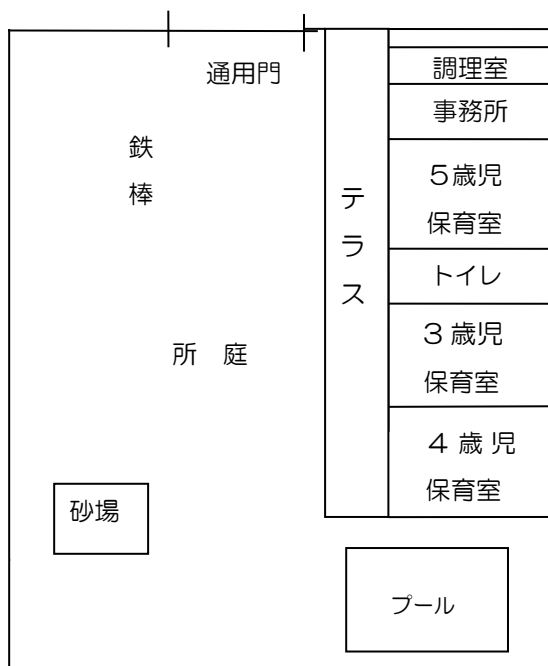 通用門
鉄
棒
所 庭
砂場
テ
ラ
ス
調理室
事務所
5歳児
保育室
トイレ
3歳児
保育室
4歳児
保育室
プール